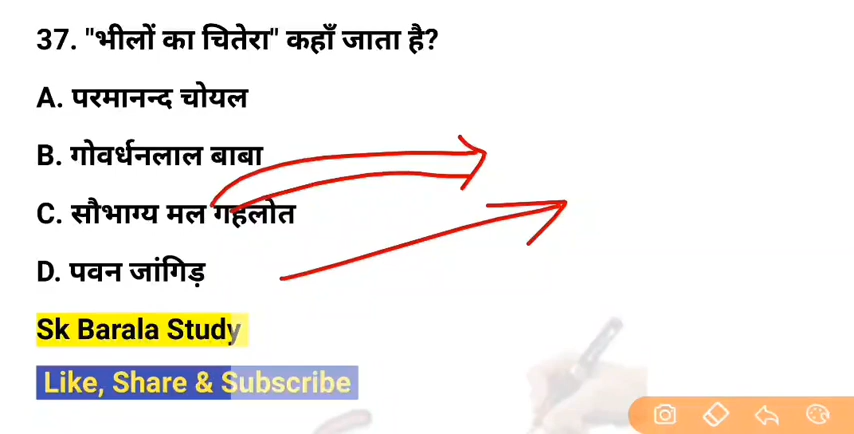 37. "भीलों का चितेरा" कहाँ जाता है?
A. परमानन्द चोयल
B. गोवर्धनलाल बाबा
C. सौभाग्य मल गहलोत
D. पवन जांगिड़
Sk Barala Study
Like, Share & Subscribe